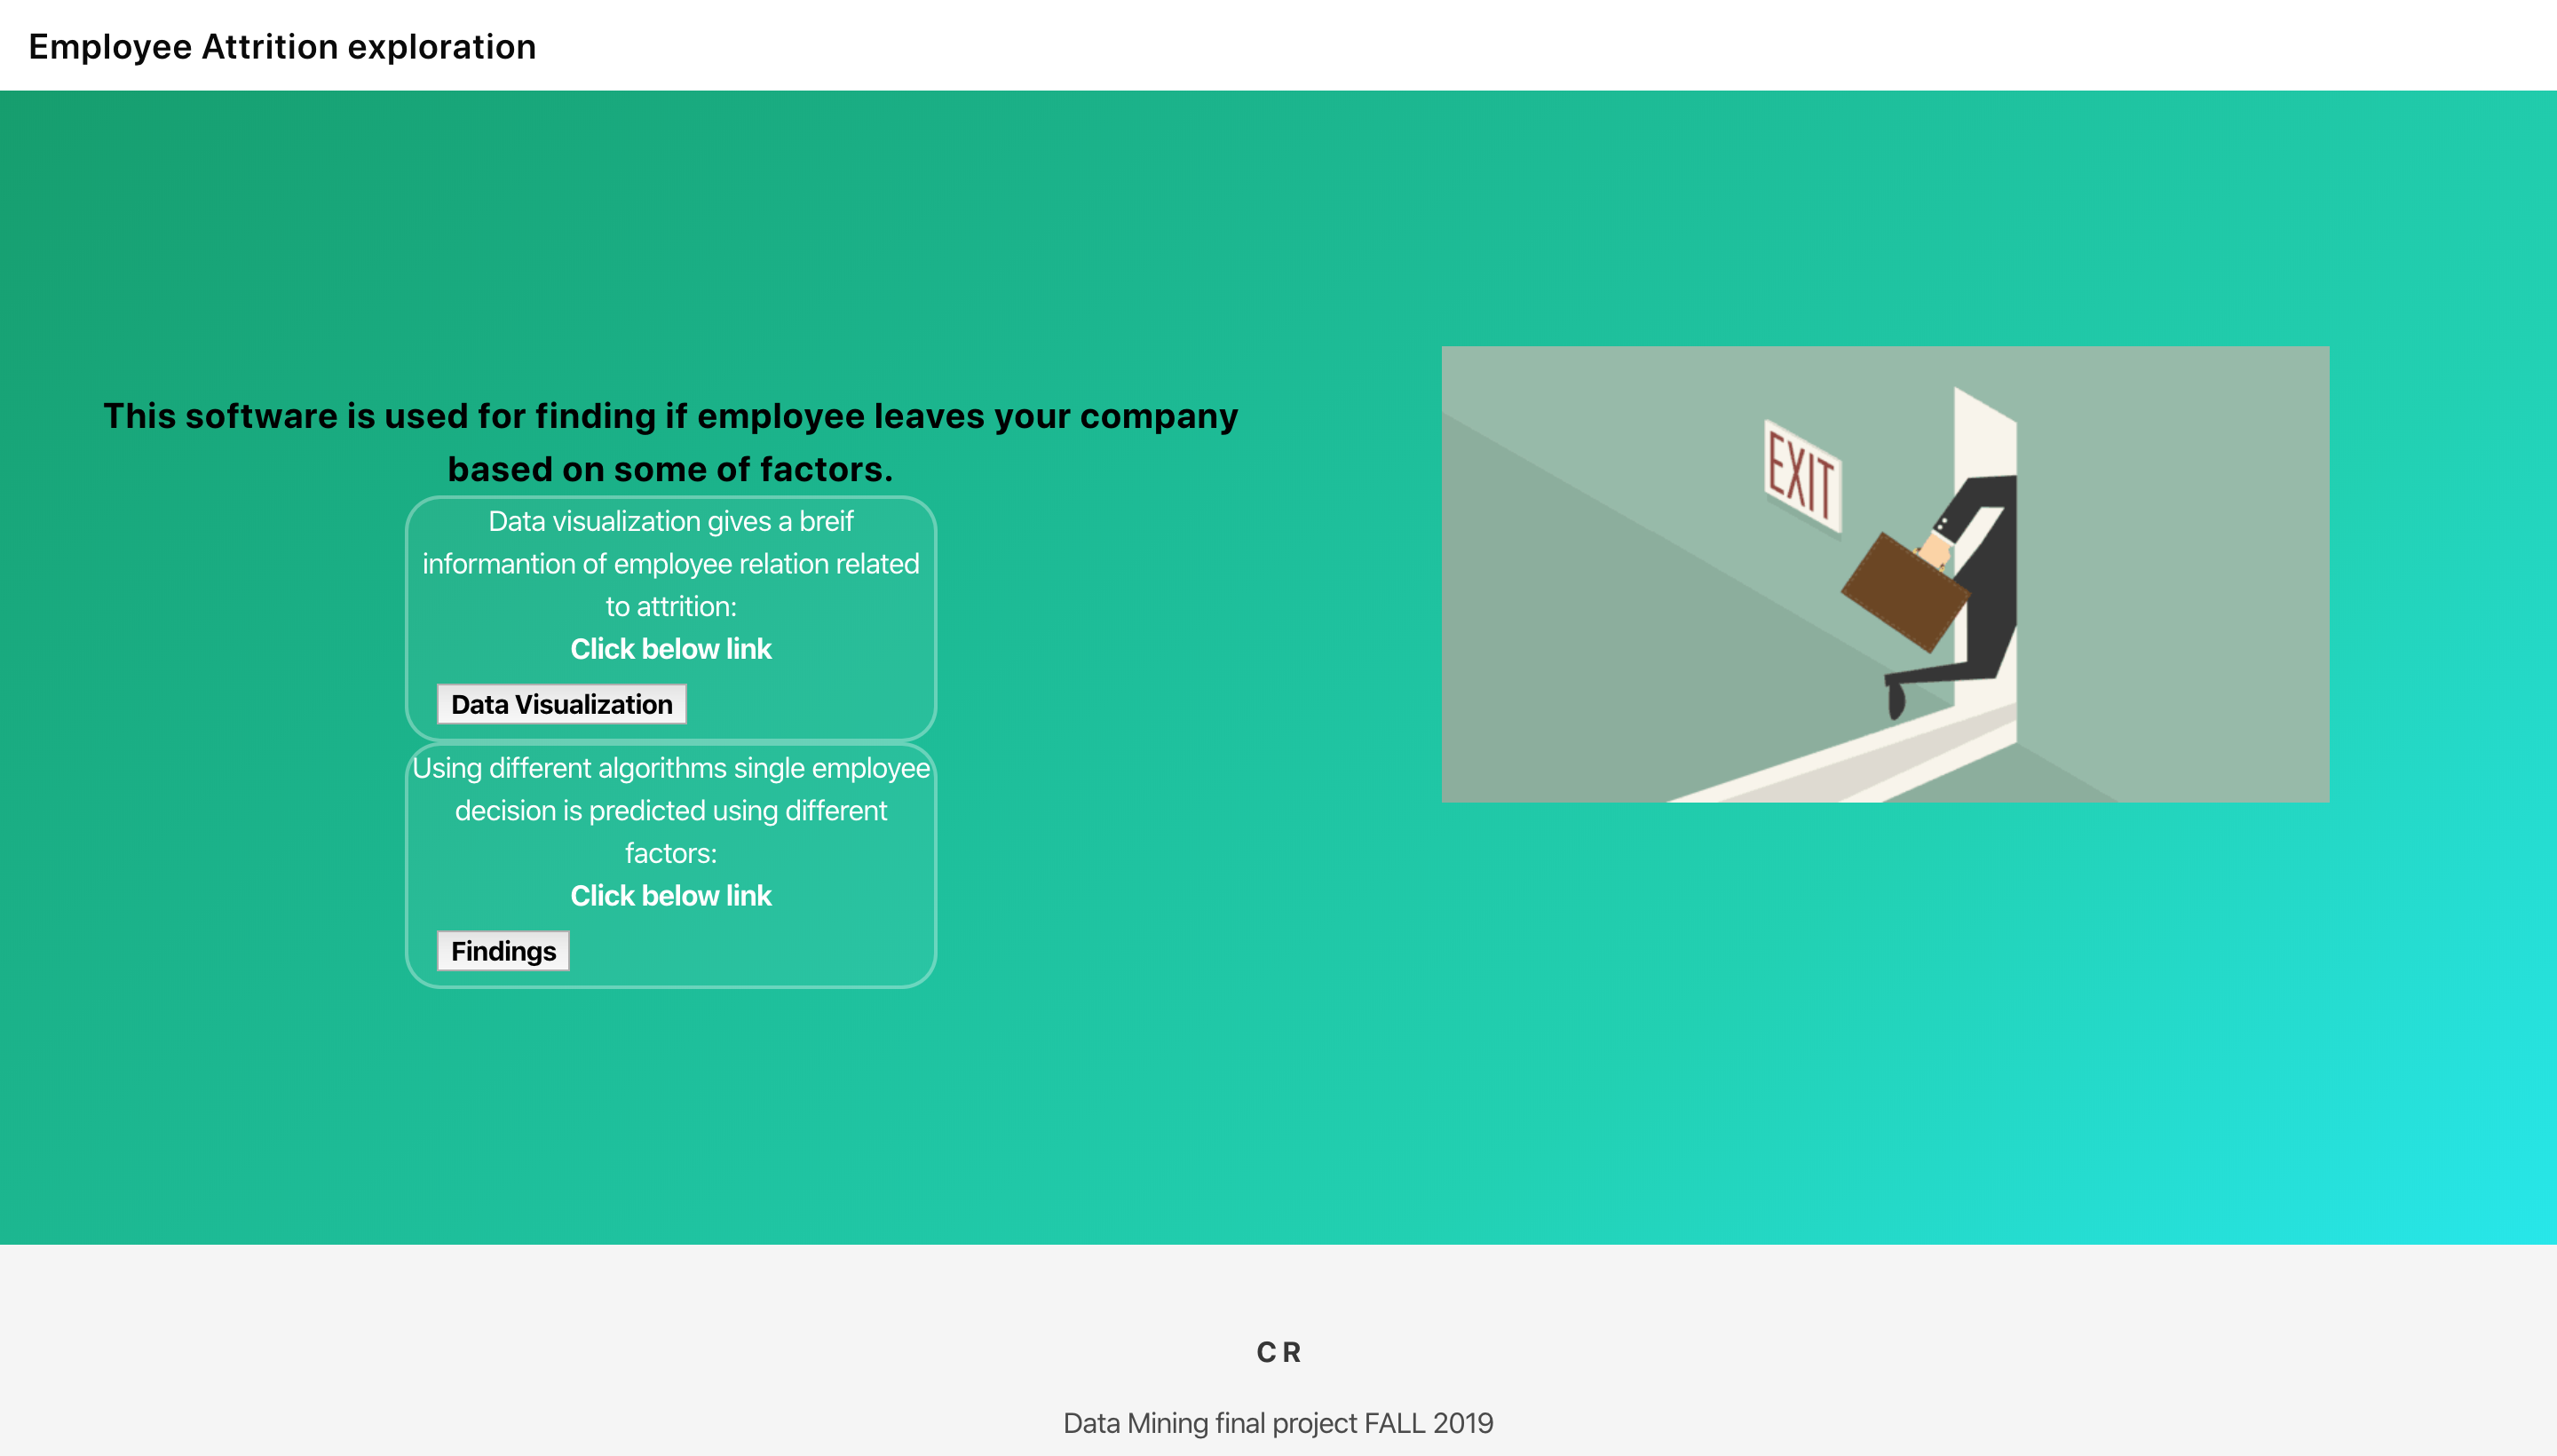 Employee Attrition exploration
This software is used for finding if employee leaves your company
based on some of factors.
Data visualization gives a breif
informantion of employee relation related
to attrition:
Click below link
Data Visualization
Using different algorithms single employee
decision is predicted using different
factors:
Click below link
Findings
EXIT
CR
Data Mining final project FALL 2019